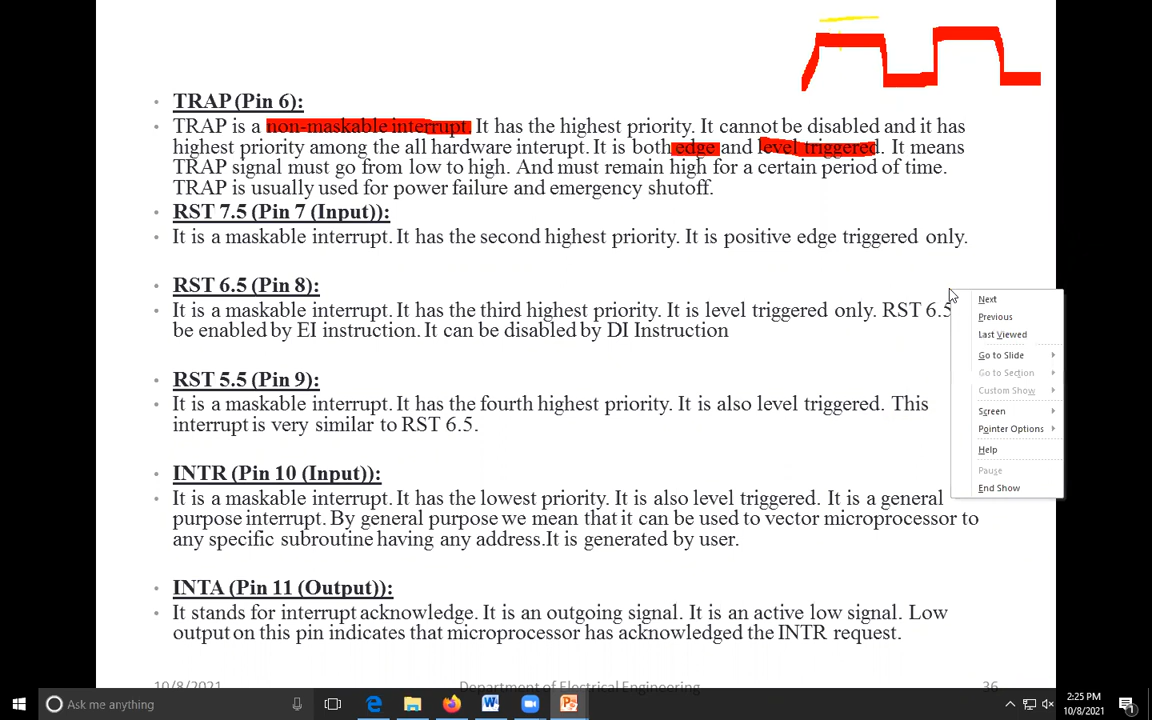 TRAP (Pin 6):
TRAP is a non-maskable interrupt. It has the highest priority. It cannot be disabled and it has
highest priority among the all hardware interupt. It is both edge and level triggered. It means
TRAP signal must go from low to high. And must remain high for a certain period of time.
TRAP is usually used for power failure and emergency shutoff.
RST 7.5 (Pin 7 (Input)):
It is a maskable interrupt. It has the second highest priority. It is positive edge triggered only.
RST 6.5 (Pin 8):
It is a maskable interrupt. It has the third highest priority. It is level triggered only. RST 6.5
be enabled by EI instruction. It can be disabled by DI Instruction
RST 5.5 (Pin 9):
It is a maskable interrupt. It has the fourth highest priority. It is also level triggered. This
interrupt is very similar to RST 6.5.
INTR (Pin 10 (Input)):
It is a maskable interrupt. It has the lowest priority. It is also level triggered. It is a general
purpose interrupt. By general purpose we mean that it can be used to vector microprocessor to
any specific subroutine having any address.It is generated by user.
INTA (Pin 11 (Output)):
It stands for interrupt acknowledge. It is an outgoing signal. It is an active low signal. Low
output on this pin indicates that microprocessor has acknowledged the INTR request.
10/8/2021 Department of Electrical Engineering 36
Next
Previous
Last Viewed
Go to Slide
Go to Section
Custom Show
Screen
Pointer Options
Help
Pause
End Show
Ask me anything
2:25 PM
10/8/2021
1